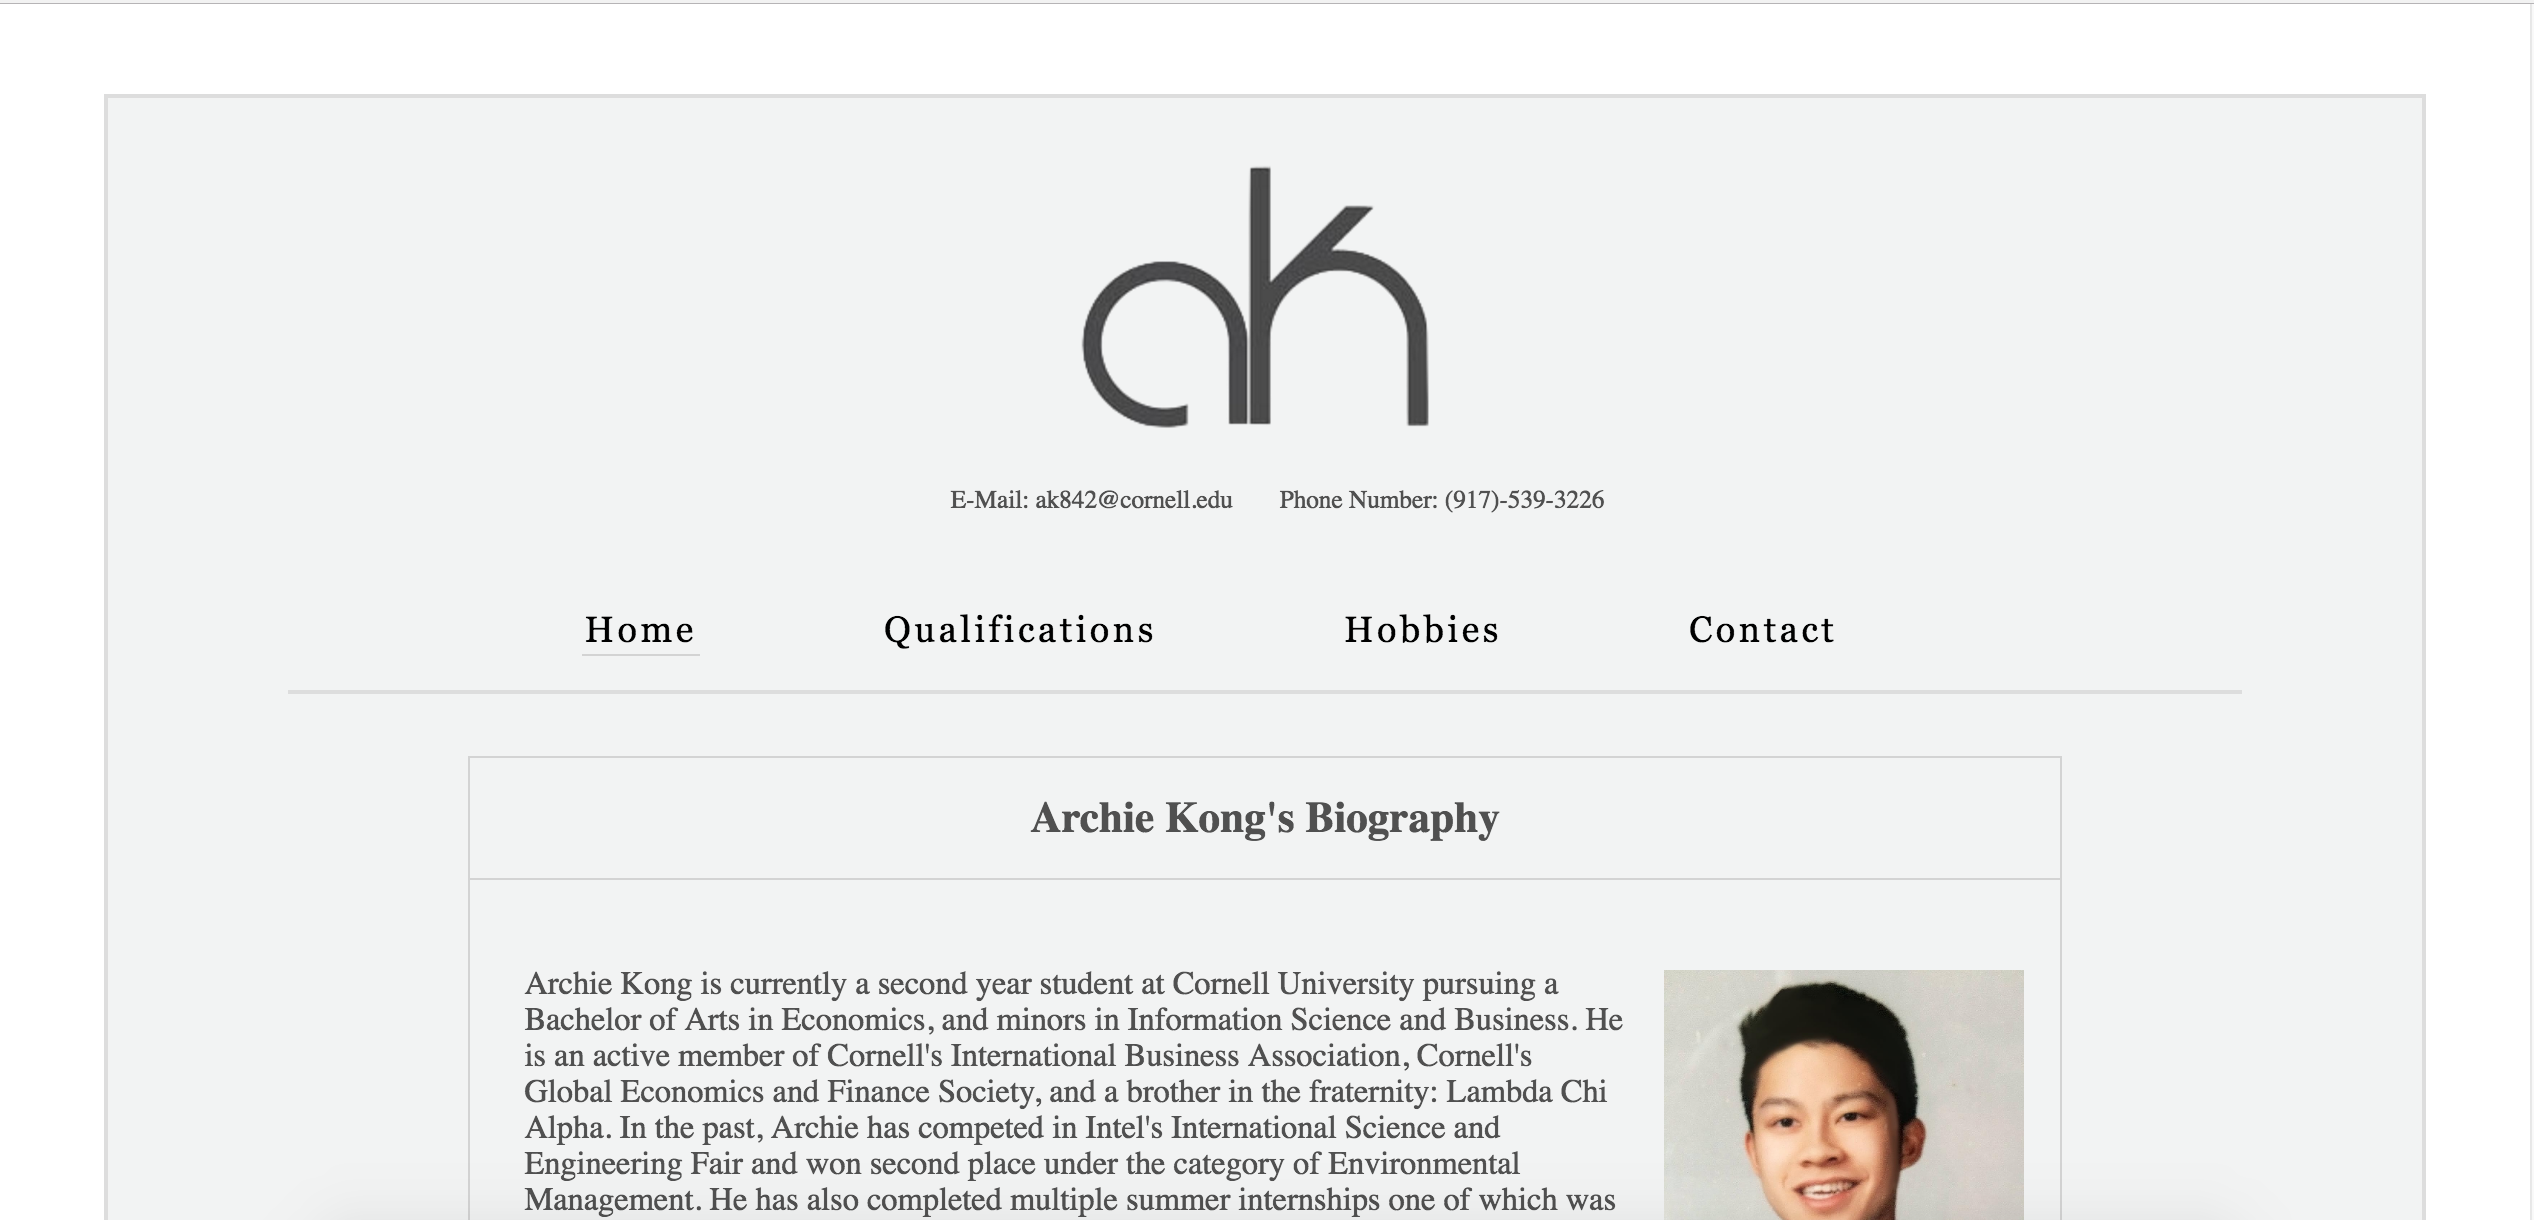 ak
E-Mail: ak842@cornell.edu Phone Number: (917)-539-3226
Home Qualifications Hobbies Contact
Archie Kong's Biography
Archie Kong is currently a second year student at Cornell University pursuing a
Bachelor of Arts in Economics, and minors in Information Science and Business. He
is an active member of Cornell's International Business Association, Cornell's
Global Economics and Finance Society, and a brother in the fraternity: Lambda Chi
Alpha. In the past, Archie has competed in Intel's International Science and
Engineering Fair and won second place under the category of Environmental
Management. He has also completed multiple summer internships one of which was